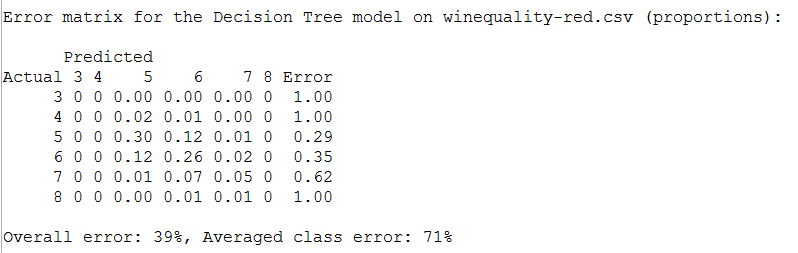 Error matrix for the Decision Tree model on winequality-red.csv (proportions):
Predicted
Actual 3 4 5 6 7 8 Error
3 0 0 0.00 0.00 0.00 0 1.00
4 0 0 0.02 0.01 0.00 0 1.00
5 0 0 0.30 0.12 0.01 0 0.29
6 0 0 0.12 0.26 0.02 0 0.35
7 0 0 0.01 0.07 0.05 0 0.62
8 0 0 0.00 0.01 0.01 0 1.00
Overall error: 39%, Averaged class error: 71%